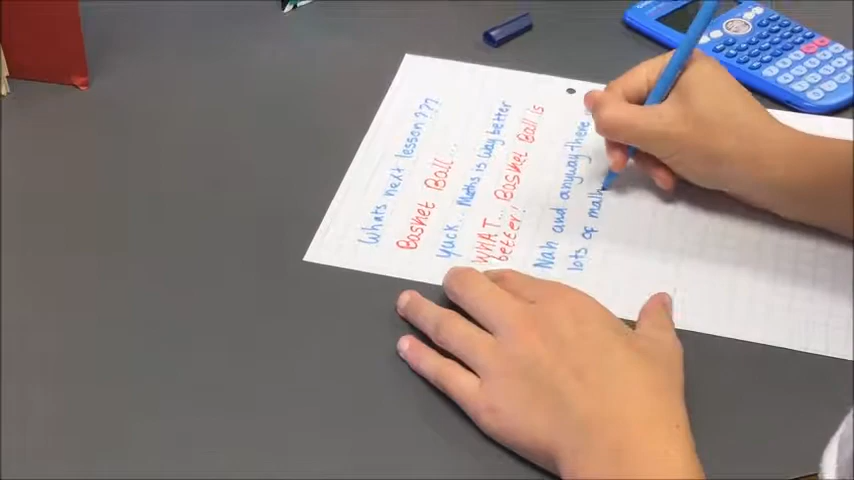 Whats next lesson???
Basket Ball...
yuck... Maths is way better
WHAT... Basket Ball is
better!
Nah and anyway there
lots of math